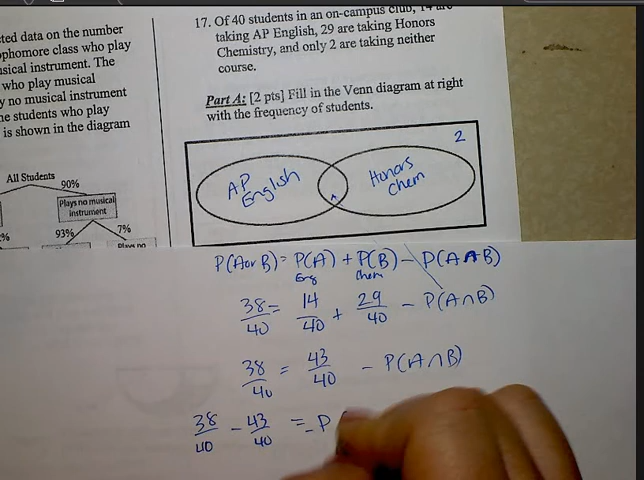 cted data on the number
ophomore class who play
usical instrument. The
who play musical
y no musical instrument
he students who play
is shown in the diagram
All Students
90%
Plays no musical
instrument
%
93%
7%
Plays no
17. Of 40 students in an on-campus club, 14 are
taking AP English, 29 are taking Honors
Chemistry, and only 2 are taking neither
course.
Part A: [2 pts] Fill in the Venn diagram at right
with the frequency of students.
2
AP
English
Honors
Chem
P(A or B) = P(A) + P(B) - P(A∩B)
Eng Chem
38/40 = 14/40 + 29/40 - P(A∩B)
38/40 = 43/40 - P(A∩B)
38/40 - 43/40 = -P